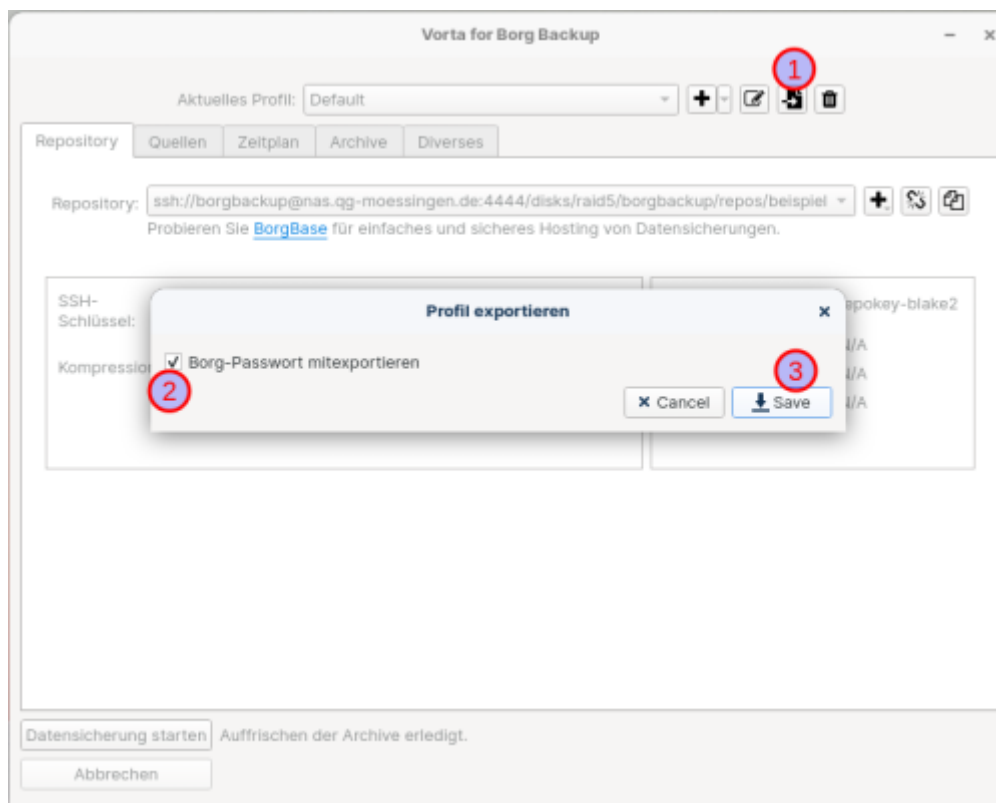 Vorta for Borg Backup
1
Aktuelles Profil: Default
Repository Quellen Zeitplan Archive Diverses
Repository: ssh://borgbackup@nas.qg-moessingen.de:4444/disks/raid5/borgbackup/repos/beispiel
Probieren Sie BorgBase für einfaches und sicheres Hosting von Datensicherungen.
SSH-
Schlüssel:
epokey-blake2
Profil exportieren
Kompression
Borg-Passwort mitexportieren
2
3
Cancel Save
N/A
N/A
N/A
Datensicherung starten Auffrischen der Archive erledigt.
Abbrechen